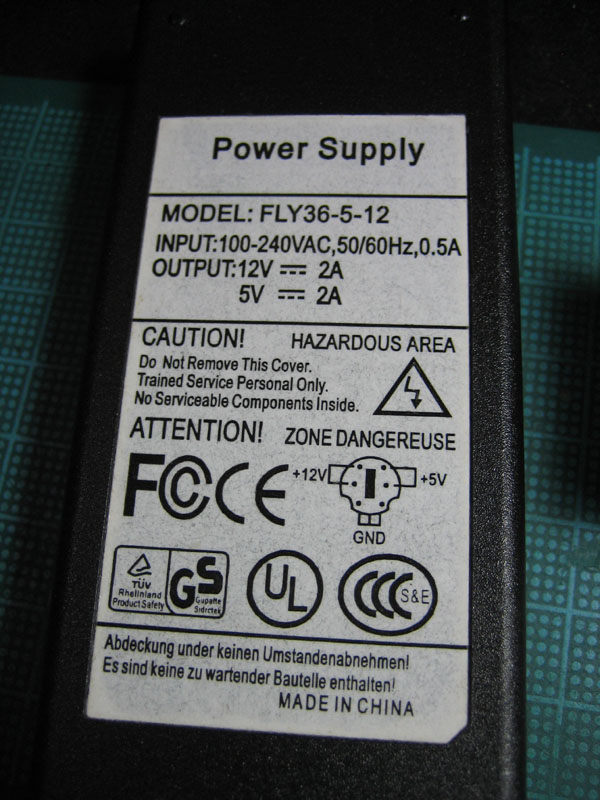 Power Supply
MODEL: FLY36-5-12
INPUT:100-240VAC,50/60Hz,0.5A
OUTPUT:12V ⎓ 2A
5V ⎓ 2A
CAUTION! HAZARDOUS AREA
Do Not Remove This Cover.
Trained Service Personal Only.
No Serviceable Components Inside.
ATTENTION! ZONE DANGEREUSE
FC CE +12V +5V
GND
TÜV
Rheinland
Product Safety
GS
UL
CCC S&E
Abdeckung under keinen Umstandenabnehmen!
Es sind keine zu wartender Bautelle enthalten!
MADE IN CHINA